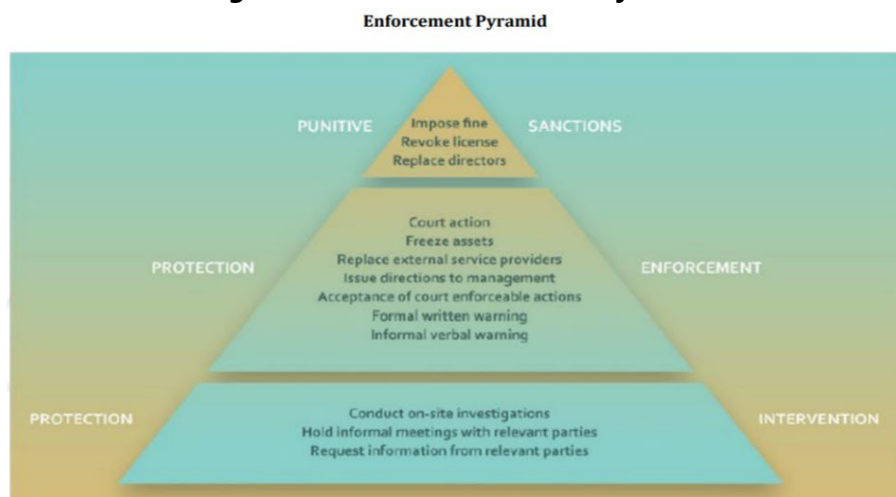 Enforcement Pyramid
PUNITIVE
Impose fine
Revoke license
Replace directors
SANCTIONS
PROTECTION
Court action
Freeze assets
Replace external service providers
Issue directions to management
Acceptance of court enforceable actions
Formal written warning
Informal verbal warning
ENFORCEMENT
PROTECTION
Conduct on-site investigations
Hold informal meetings with relevant parties
Request information from relevant parties
INTERVENTION